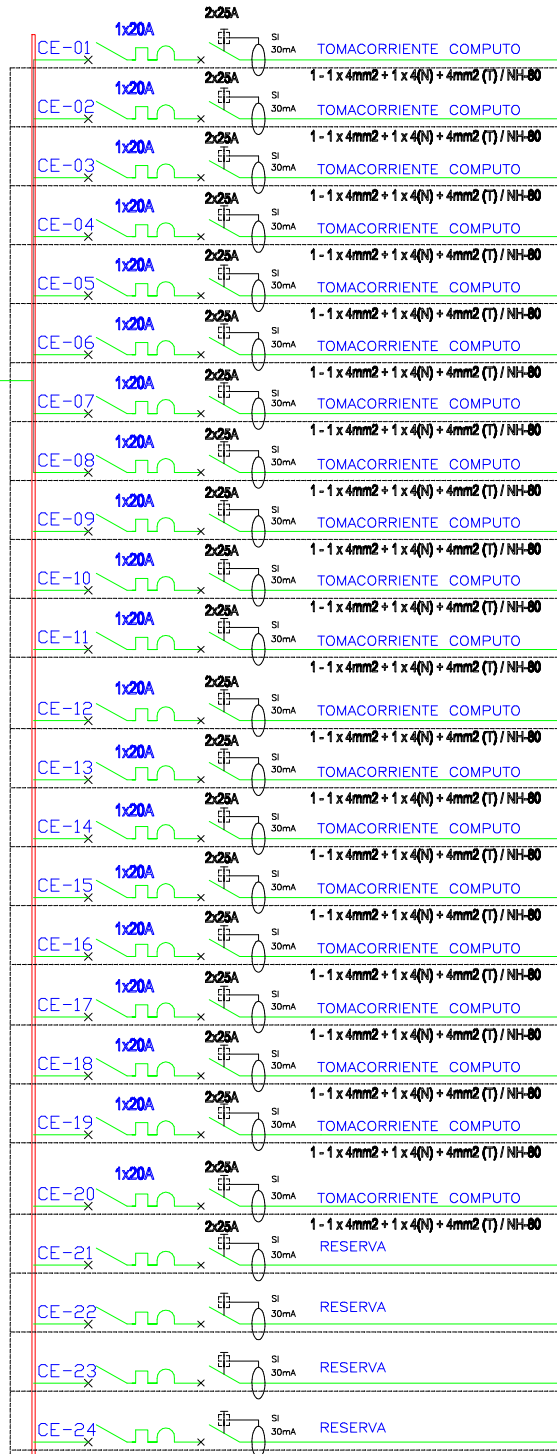 2x25A
1x20A SI
CE-01 30mA TOMACORRIENTE COMPUTO
2x25A 1 - 1 x 4mm2 + 1 x 4(N) + 4mm2 (T) / NH-80
1x20A SI
CE-02 30mA TOMACORRIENTE COMPUTO
2x25A 1 - 1 x 4mm2 + 1 x 4(N) + 4mm2 (T) / NH-80
1x20A SI
CE-03 30mA TOMACORRIENTE COMPUTO
2x25A 1 - 1 x 4mm2 + 1 x 4(N) + 4mm2 (T) / NH-80
1x20A SI
CE-04 30mA TOMACORRIENTE COMPUTO
2x25A 1 - 1 x 4mm2 + 1 x 4(N) + 4mm2 (T) / NH-80
1x20A SI
CE-05 30mA TOMACORRIENTE COMPUTO
2x25A 1 - 1 x 4mm2 + 1 x 4(N) + 4mm2 (T) / NH-80
1x20A SI
CE-06 30mA TOMACORRIENTE COMPUTO
2x25A 1 - 1 x 4mm2 + 1 x 4(N) + 4mm2 (T) / NH-80
1x20A SI
CE-07 30mA TOMACORRIENTE COMPUTO
2x25A 1 - 1 x 4mm2 + 1 x 4(N) + 4mm2 (T) / NH-80
1x20A SI
CE-08 30mA TOMACORRIENTE COMPUTO
2x25A 1 - 1 x 4mm2 + 1 x 4(N) + 4mm2 (T) / NH-80
1x20A SI
CE-09 30mA TOMACORRIENTE COMPUTO
2x25A 1 - 1 x 4mm2 + 1 x 4(N) + 4mm2 (T) / NH-80
1x20A SI
CE-10 30mA TOMACORRIENTE COMPUTO
2x25A 1 - 1 x 4mm2 + 1 x 4(N) + 4mm2 (T) / NH-80
1x20A SI
CE-11 30mA TOMACORRIENTE COMPUTO
2x25A 1 - 1 x 4mm2 + 1 x 4(N) + 4mm2 (T) / NH-80
1x20A SI
CE-12 30mA TOMACORRIENTE COMPUTO
2x25A 1 - 1 x 4mm2 + 1 x 4(N) + 4mm2 (T) / NH-80
1x20A SI
CE-13 30mA TOMACORRIENTE COMPUTO
2x25A 1 - 1 x 4mm2 + 1 x 4(N) + 4mm2 (T) / NH-80
1x20A SI
CE-14 30mA TOMACORRIENTE COMPUTO
2x25A 1 - 1 x 4mm2 + 1 x 4(N) + 4mm2 (T) / NH-80
1x20A SI
CE-15 30mA TOMACORRIENTE COMPUTO
2x25A 1 - 1 x 4mm2 + 1 x 4(N) + 4mm2 (T) / NH-80
1x20A SI
CE-16 30mA TOMACORRIENTE COMPUTO
2x25A 1 - 1 x 4mm2 + 1 x 4(N) + 4mm2 (T) / NH-80
1x20A SI
CE-17 30mA TOMACORRIENTE COMPUTO
2x25A 1 - 1 x 4mm2 + 1 x 4(N) + 4mm2 (T) / NH-80
1x20A SI
CE-18 30mA TOMACORRIENTE COMPUTO
2x25A 1 - 1 x 4mm2 + 1 x 4(N) + 4mm2 (T) / NH-80
1x20A SI
CE-19 30mA TOMACORRIENTE COMPUTO
2x25A 1 - 1 x 4mm2 + 1 x 4(N) + 4mm2 (T) / NH-80
1x20A SI
CE-20 30mA TOMACORRIENTE COMPUTO
2x25A 1 - 1 x 4mm2 + 1 x 4(N) + 4mm2 (T) / NH-80
SI RESERVA
CE-21 30mA
SI RESERVA
CE-22 30mA
SI RESERVA
CE-23 30mA
SI RESERVA
CE-24 30mA